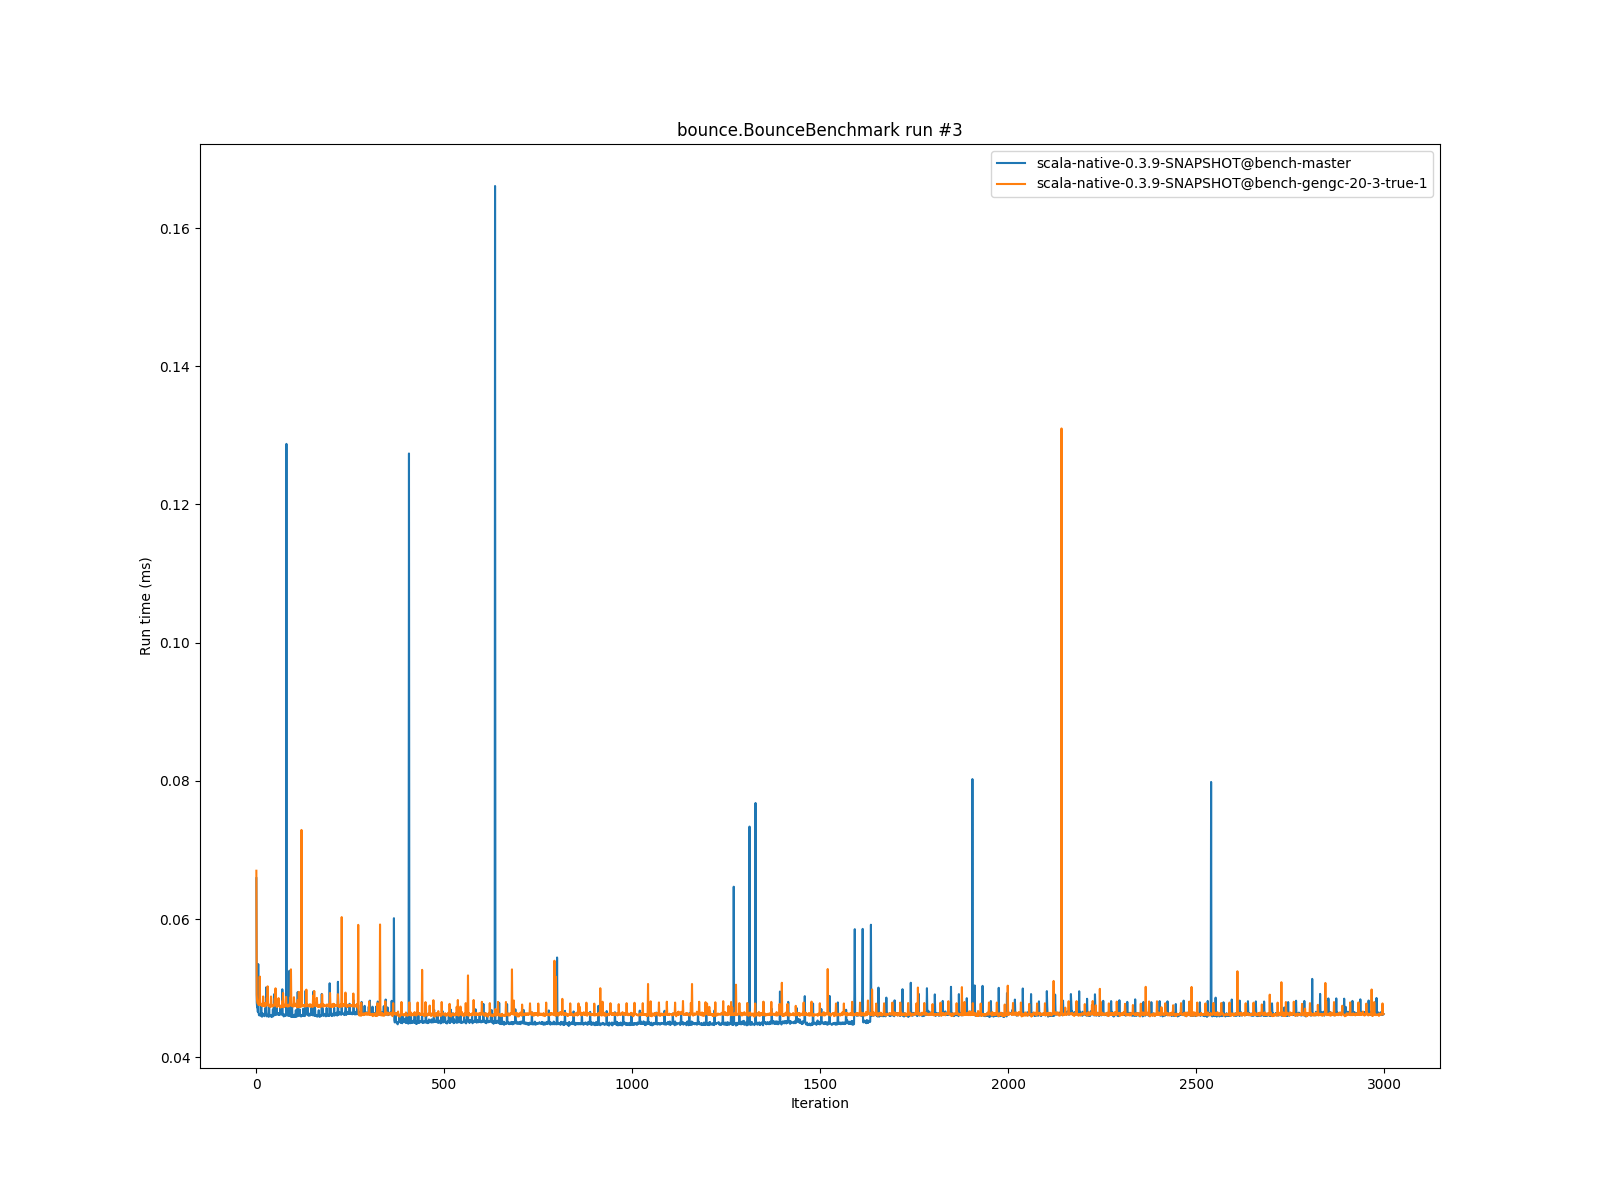 bounce.BounceBenchmark run #3
scala-native-0.3.9-SNAPSHOT@bench-master
scala-native-0.3.9-SNAPSHOT@bench-gengc-20-3-true-1
0.16
0.14
0.12
0.10
0.08
0.06
0.04
Run time (ms)
0 500 1000 1500 2000 2500 3000
Iteration